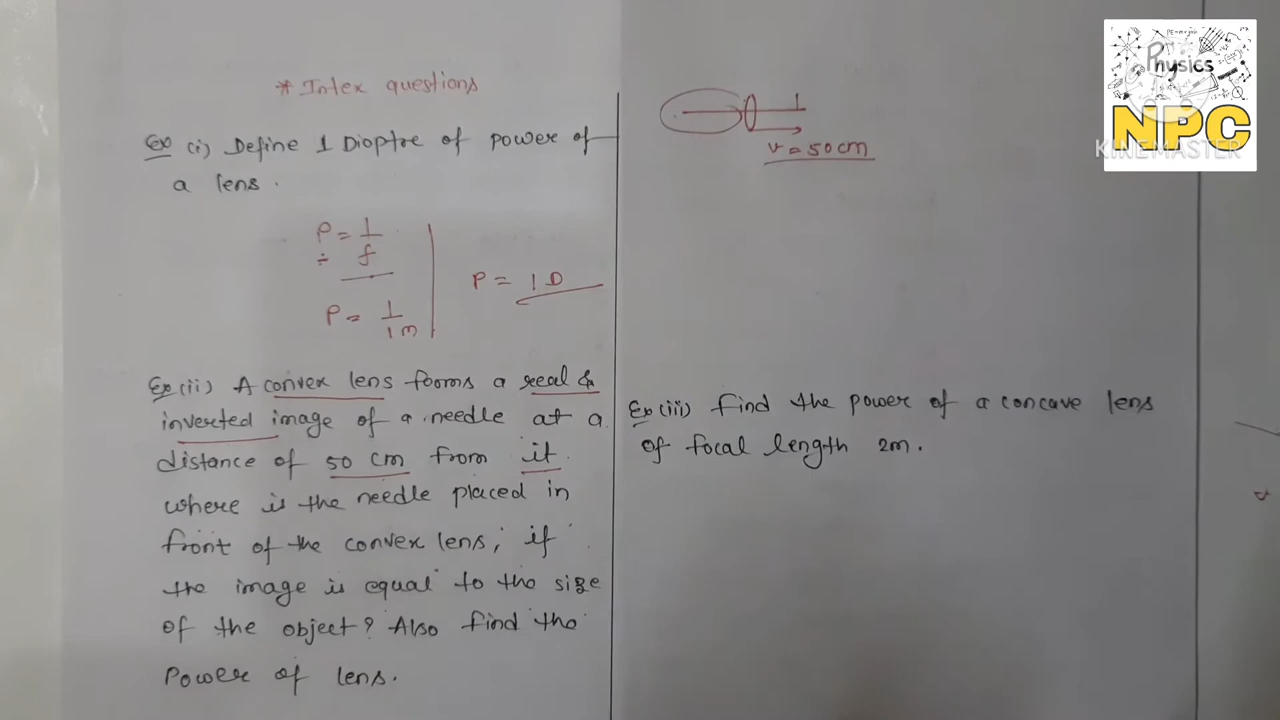 * Intex questions
Ex (i) Define 1 Dioptre of power of
a lens.
P = 1/f
P = 1/1m
P = 1 D
Ex (ii) A convex lens forms a real &
inverted image of a needle at a
distance of 50 cm from it
where is the needle placed in
front of the convex lens, if
the image is equal to the size
of the object? Also find the
Power of lens.
v = 50cm
Ex (iii) Find the power of a concave lens
of focal length 2m.
Physics
NPC
KINEMASTER